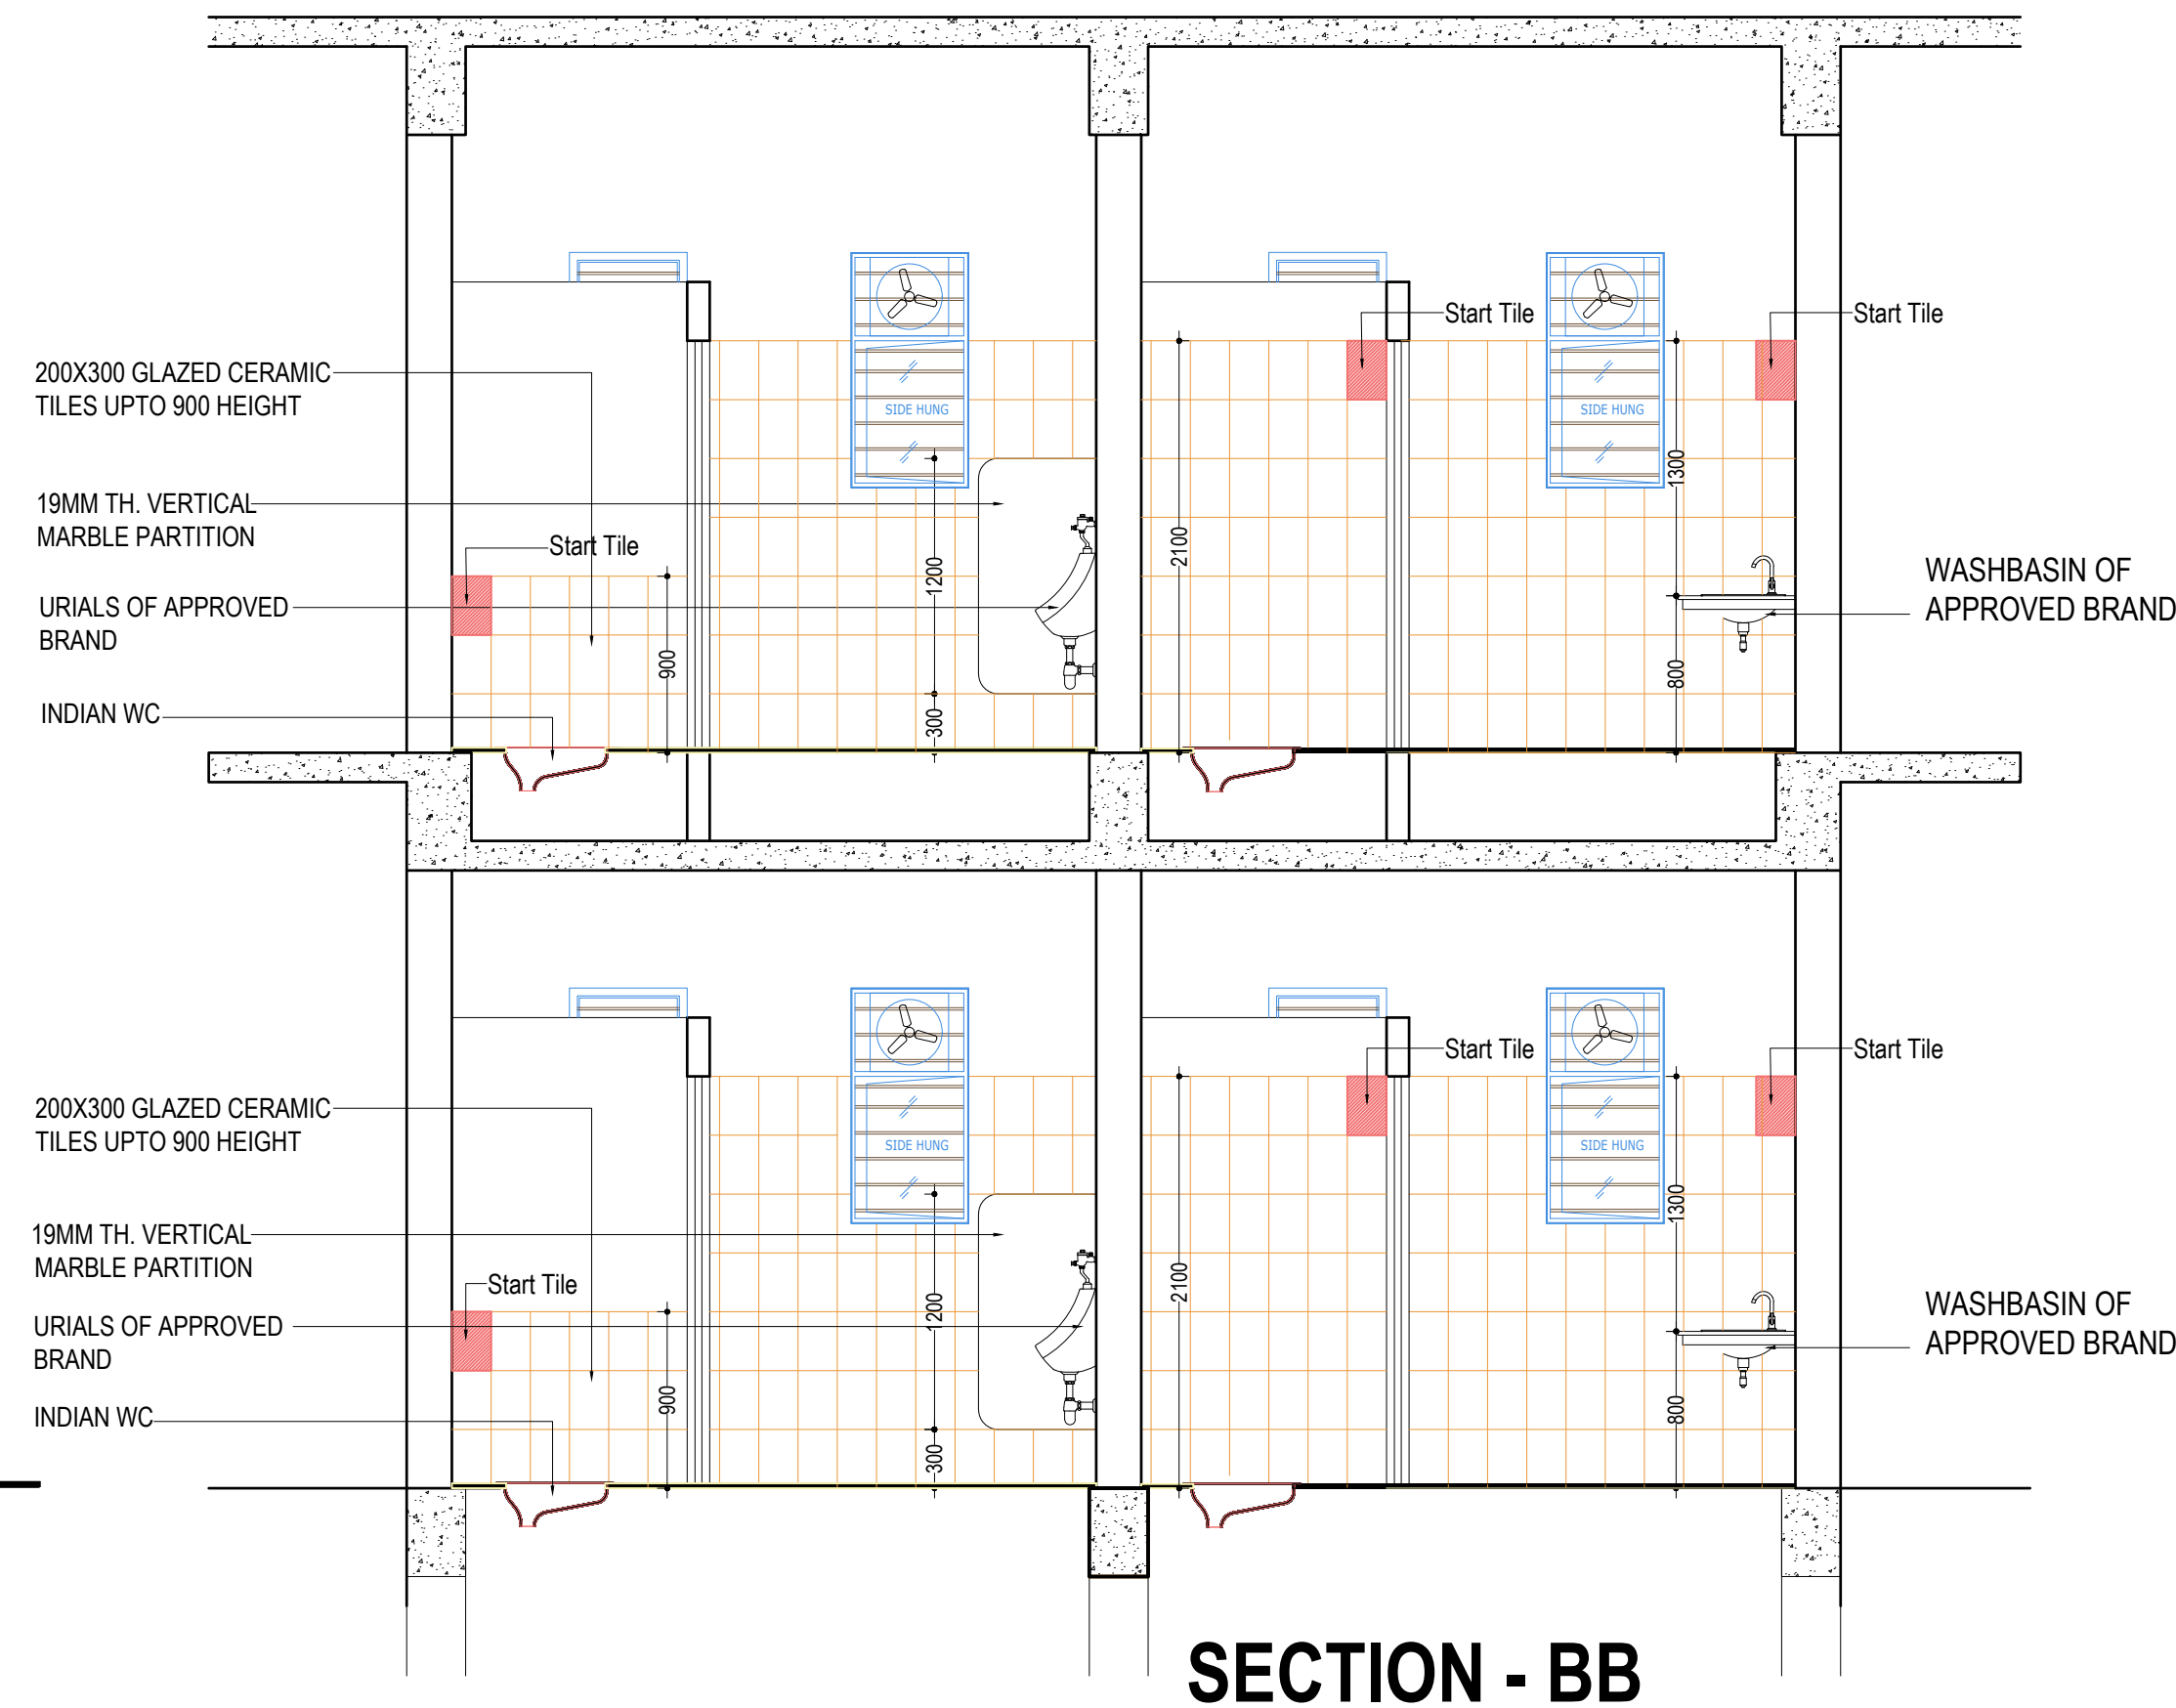 Start Tile
Start Tile
200X300 GLAZED CERAMIC
TILES UPTO 900 HEIGHT
SIDE HUNG
SIDE HUNG
1300
19MM TH. VERTICAL
MARBLE PARTITION
Start Tile
2100
1200
WASHBASIN OF
APPROVED BRAND
URIALS OF APPROVED
BRAND
900
800
INDIAN WC
300
Start Tile
Start Tile
200X300 GLAZED CERAMIC
TILES UPTO 900 HEIGHT
SIDE HUNG
SIDE HUNG
1300
19MM TH. VERTICAL
MARBLE PARTITION
Start Tile
2100
1200
WASHBASIN OF
APPROVED BRAND
URIALS OF APPROVED
BRAND
900
800
INDIAN WC
300
SECTION - BB